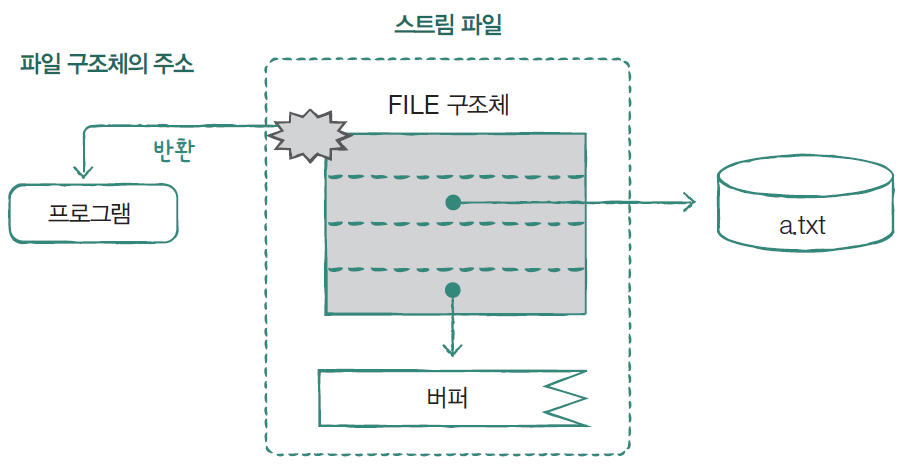 스트림 파일
파일 구조체의 주소
FILE 구조체
반환
프로그램
a.txt
버퍼